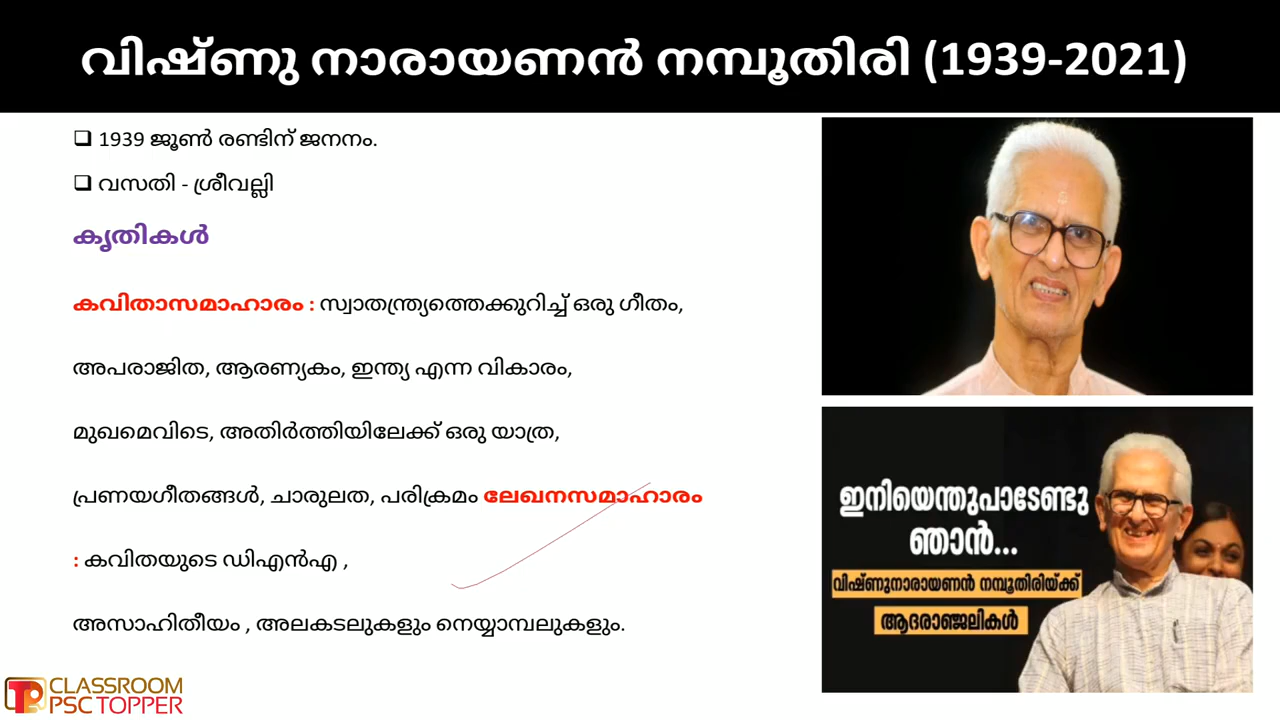 വിഷ്ണു നാരായണൻ നമ്പൂതിരി (1939-2021)
❑ 1939 ജൂൺ രണ്ടിന് ജനനം.
❑ വസതി - ശ്രീവല്ലി
കൃതികൾ
കവിതാസമാഹാരം : സ്വാതന്ത്ര്യത്തെക്കുറിച്ച് ഒരു ഗീതം,
അപരാജിത, ആരണ്യകം, ഇന്ത്യ എന്ന വികാരം,
മുഖമെവിടെ, അതിർത്തിയിലേക്ക് ഒരു യാത്ര,
പ്രണയഗീതങ്ങൾ, ചാരുലത, പരിക്രമം ലേഖനസമാഹാരം
: കവിതയുടെ ഡിഎൻഎ ,
അസാഹിതീയം , അലകടലുകളും നെയ്യാമ്പലുകളും.
ഇനിയെന്തുപാടേണ്ടു
ഞാൻ...
വിഷ്ണുനാരായണൻ നമ്പൂതിരിയ്ക്ക്
ആദരാഞ്ജലികൾ
CLASSROOM
PSC TOPPER